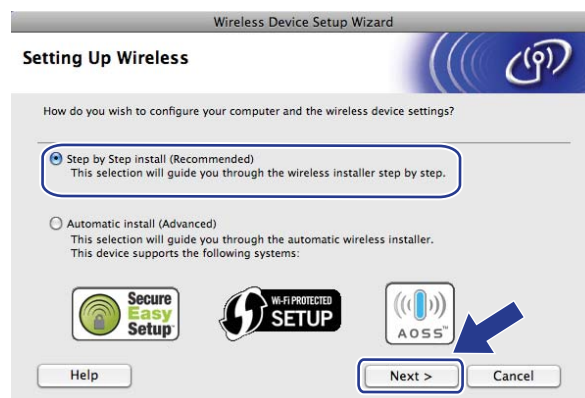 Wireless Device Setup Wizard
Setting Up Wireless
How do you wish to configure your computer and the wireless device settings?
Step by Step install (Recommended)
This selection will guide you through the wireless installer step by step.
Automatic install (Advanced)
This selection will guide you through the automatic wireless installer.
This device supports the following systems:
Secure
Easy
Setup
WI-FI PROTECTED
SETUP
AOSS™
Help
Next >
Cancel